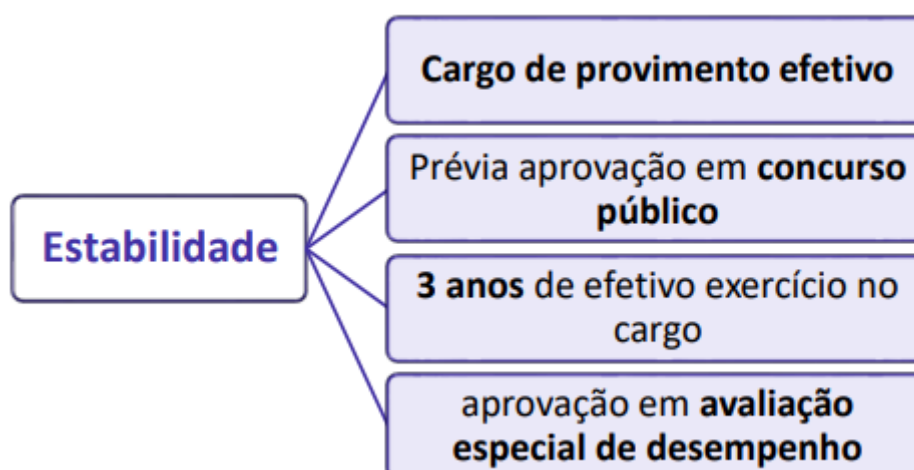 Estabilidade
Cargo de provimento efetivo
Prévia aprovação em concurso
público
3 anos de efetivo exercício no
cargo
aprovação em avaliação
especial de desempenho